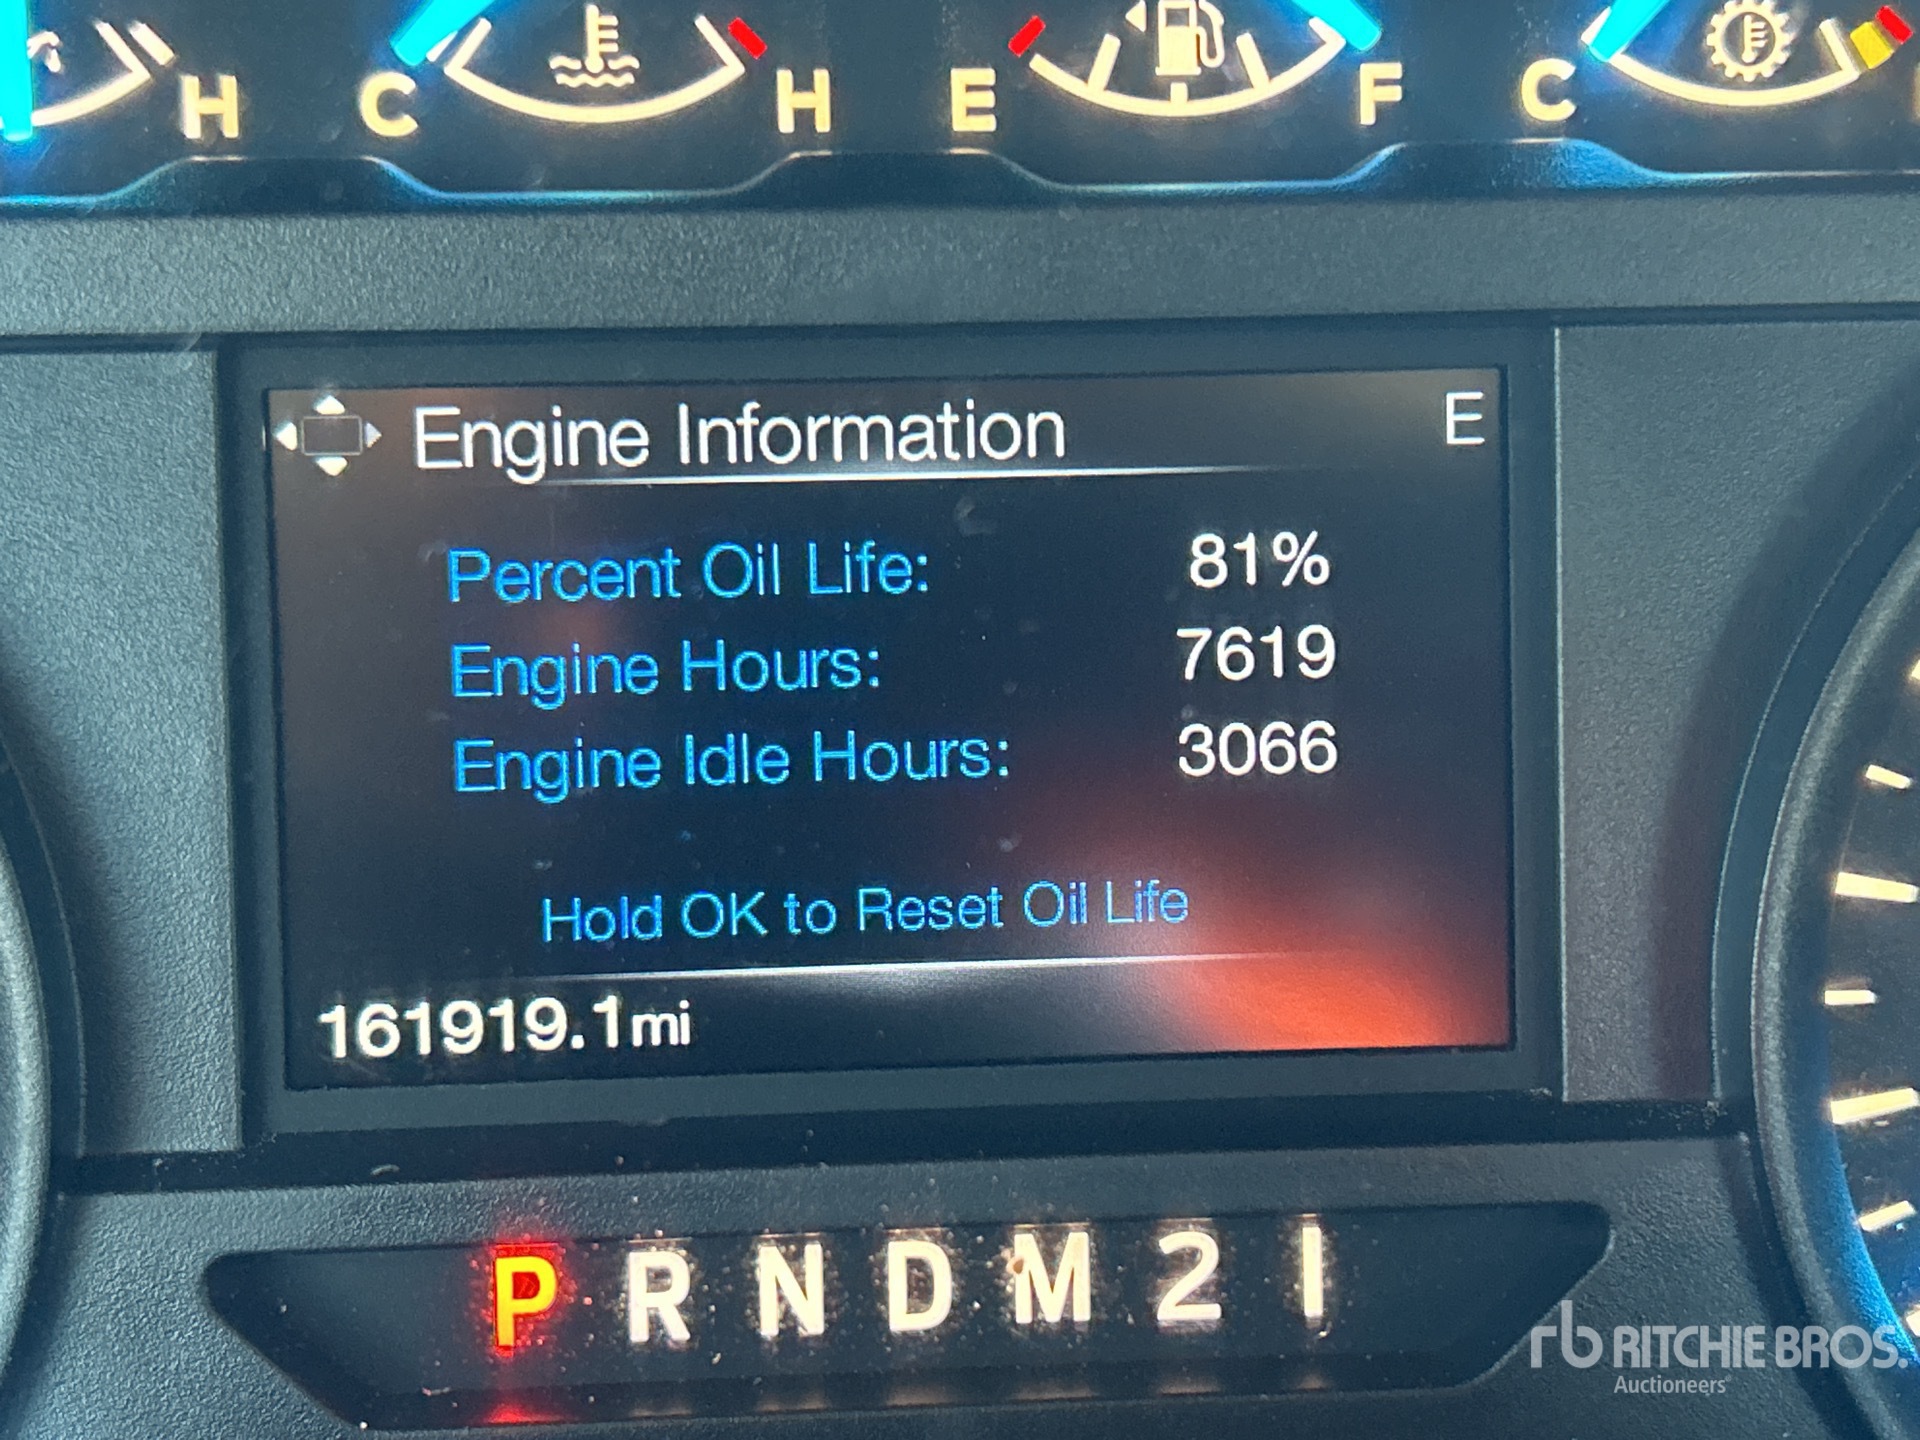 H C H E F C
Engine Information E
Percent Oil Life: 81%
Engine Hours: 7619
Engine Idle Hours: 3066
Hold OK to Reset Oil Life
161919.1mi
P R N D M 2 1
rb RITCHIE BROS.
Auctioneers